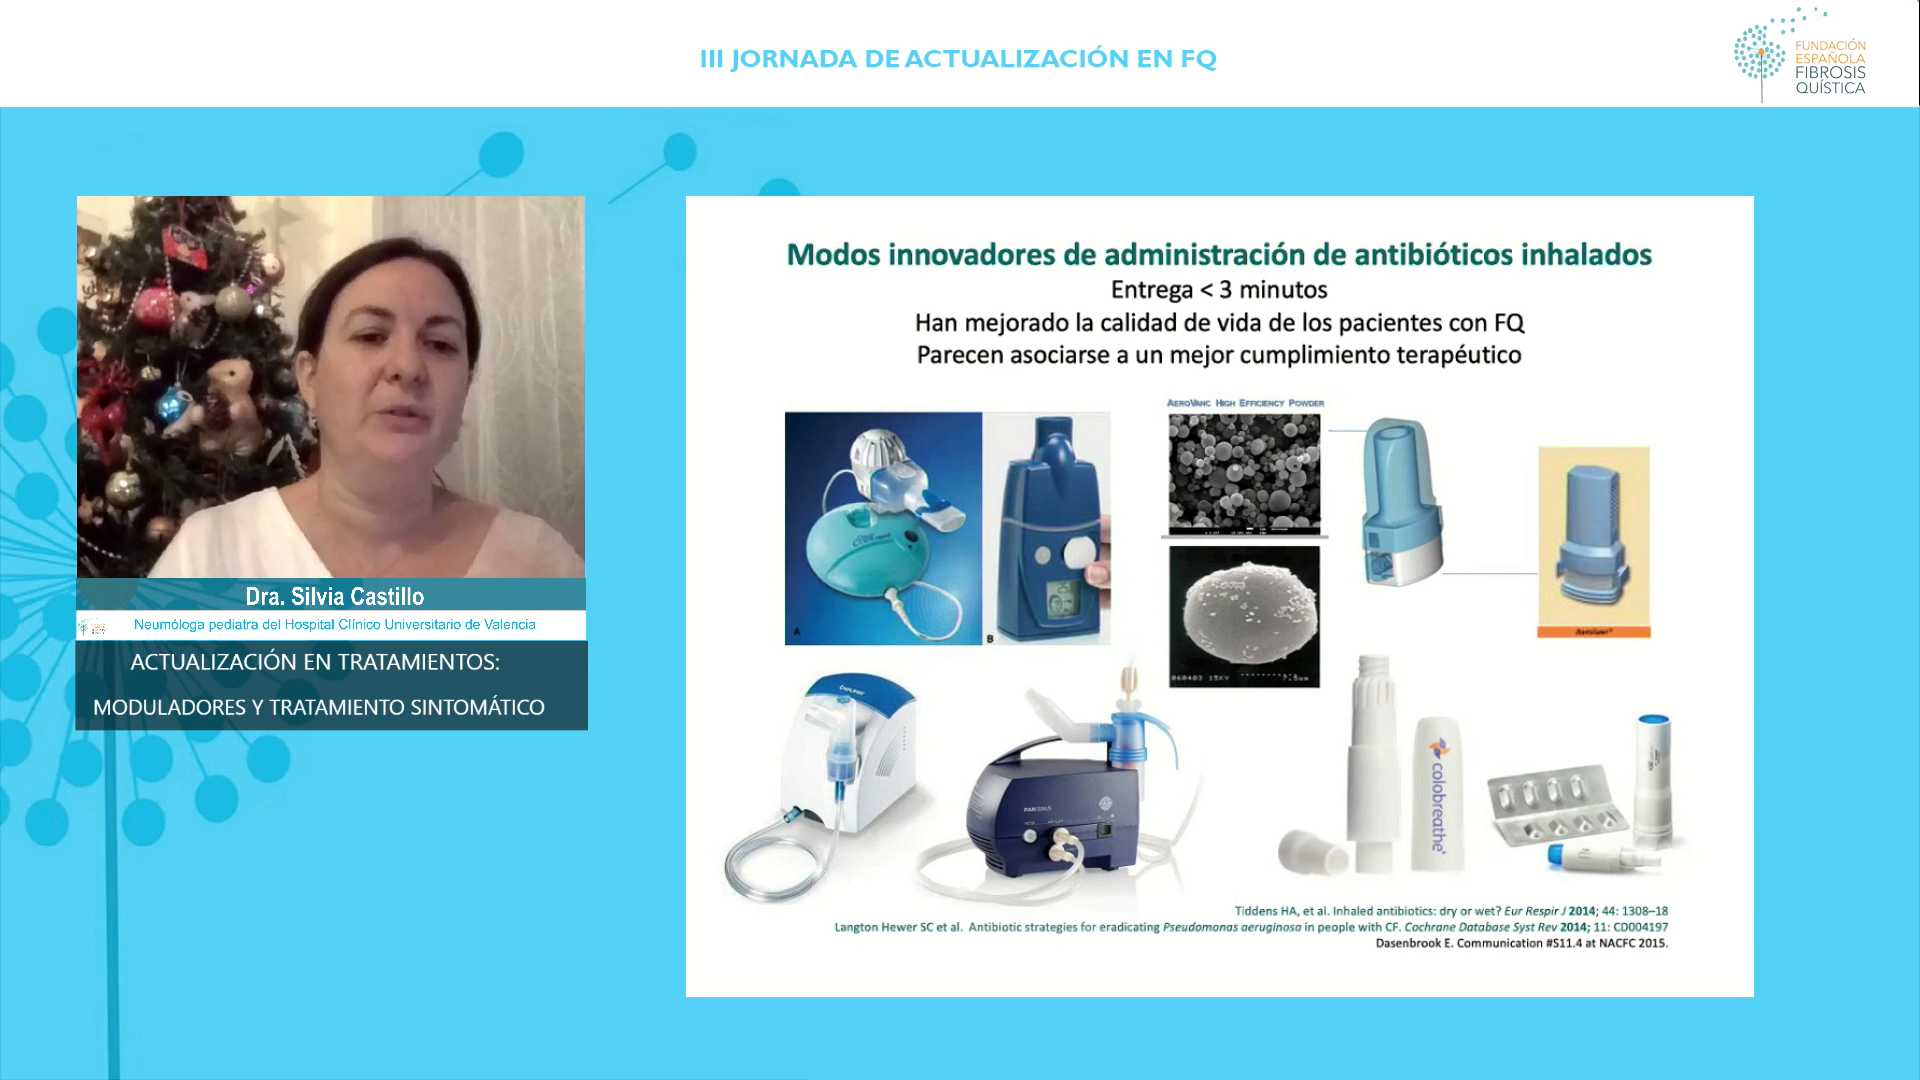 III JORNADA DE ACTUALIZACIÓN EN FQ
FUNDACIÓN
ESPAÑOLA
FIBROSIS
QUÍSTICA
Dra. Silvia Castillo
Neumóloga pediatra del Hospital Clínico Universitario de Valencia
ACTUALIZACIÓN EN TRATAMIENTOS:
MODULADORES Y TRATAMIENTO SINTOMÁTICO
Modos innovadores de administración de antibióticos inhalados
Entrega < 3 minutos
Han mejorado la calidad de vida de los pacientes con FQ
Parecen asociarse a un mejor cumplimiento terapéutico
AEROVANC HIGH EFFICIENCY POWDER
A
B
beurer
colobreathe®
Tiddens HA, et al. Inhaled antibiotics: dry or wet? Eur Respir J 2014; 44: 1308–18
Langton Hewer SC et al. Antibiotic strategies for eradicating Pseudomonas aeruginosa in people with CF. Cochrane Database Syst Rev 2014; 11: CD004197
Dasenbrook E. Communication #S11.4 at NACFC 2015.